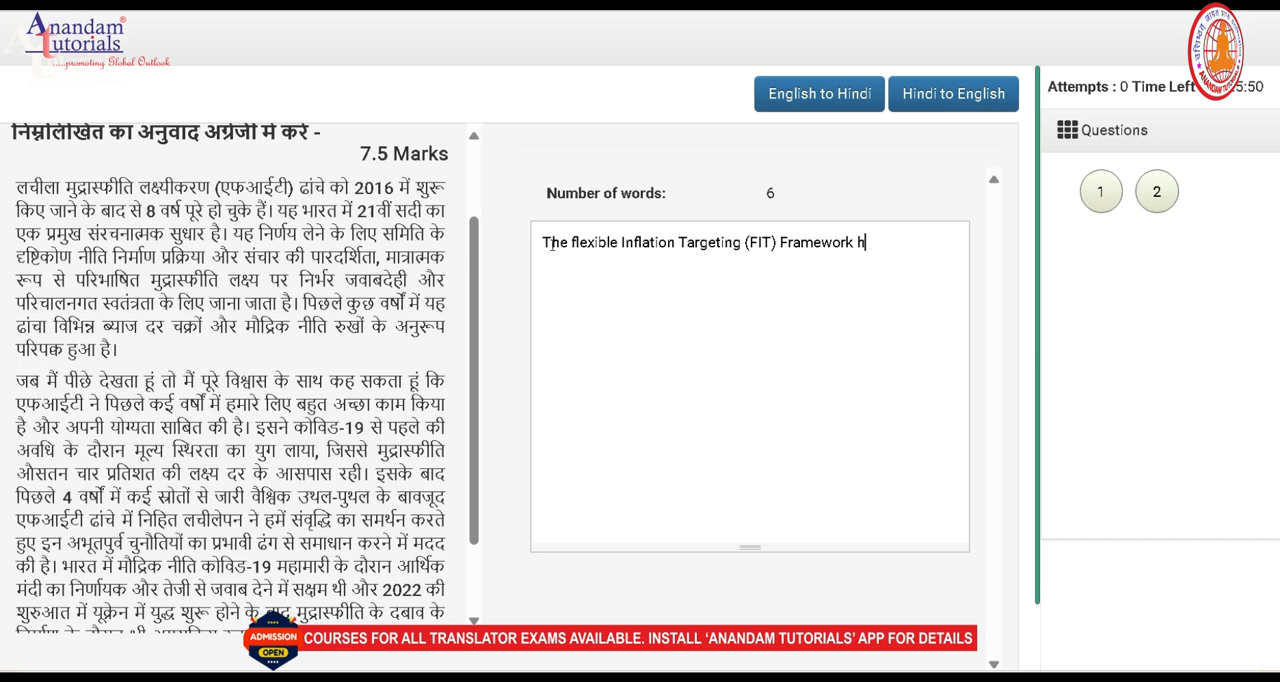 Anandam
Tutorials
.....promoting Global Outlook
English to Hindi
Hindi to English
Attempts : 0 Time Left
5:50
Questions
1
2
निम्नलिखित का अनुवाद अंग्रेजी में करें -
7.5 Marks
लचीला मुद्रास्फीति लक्ष्यीकरण (एफआईटी) ढांचे को 2016 में शुरू
किए जाने के बाद से 8 वर्ष पूरे हो चुके हैं। यह भारत में 21वीं सदी का
एक प्रमुख संरचनात्मक सुधार है। यह निर्णय लेने के लिए समिति के
दृष्टिकोण नीति निर्माण प्रक्रिया और संचार की पारदर्शिता, मात्रात्मक
रूप से परिभाषित मुद्रास्फीति लक्ष्य पर निर्भर जवाबदेही और
परिचालनगत स्वतंत्रता के लिए जाना जाता है। पिछले कुछ वर्षों में यह
ढांचा विभिन्न ब्याज दर चक्रों और मौद्रिक नीति रुखों के अनुरूप
परिपक्व हुआ है।
जब मैं पीछे देखता हूं तो मैं पूरे विश्वास के साथ कह सकता हूं कि
एफआईटी ने पिछले कई वर्षों में हमारे लिए बहुत अच्छा काम किया
है और अपनी योग्यता साबित की है। इसने कोविड-19 से पहले की
अवधि के दौरान मूल्य स्थिरता का युग लाया, जिससे मुद्रास्फीति
औसतन चार प्रतिशत की लक्ष्य दर के आसपास रही। इसके बाद
पिछले 4 वर्षों में कई स्रोतों से जारी वैश्विक उथल-पुथल के बावजूद
एफआईटी ढांचे में निहित लचीलेपन ने हमें संवृद्धि का समर्थन करते
हुए इन अभूतपुर्व चुनौतियों का प्रभावी ढंग से समाधान करने में मदद
की है। भारत में मौद्रिक नीति कोविड-19 महामारी के दौरान आर्थिक
मंदी का निर्णायक और तेजी से जवाब देने में सक्षम थी और 2022 की
शुरुआत में यूक्रेन में युद्ध शुरू होने के बाद मुद्रास्फीति के दबाव के
Number of words: 6
The flexible Inflation Targeting (FIT) Framework h
ADMISSION
OPEN
COURSES FOR ALL TRANSLATOR EXAMS AVAILABLE. INSTALL ‘ANANDAM TUTORIALS’ APP FOR DETAILS